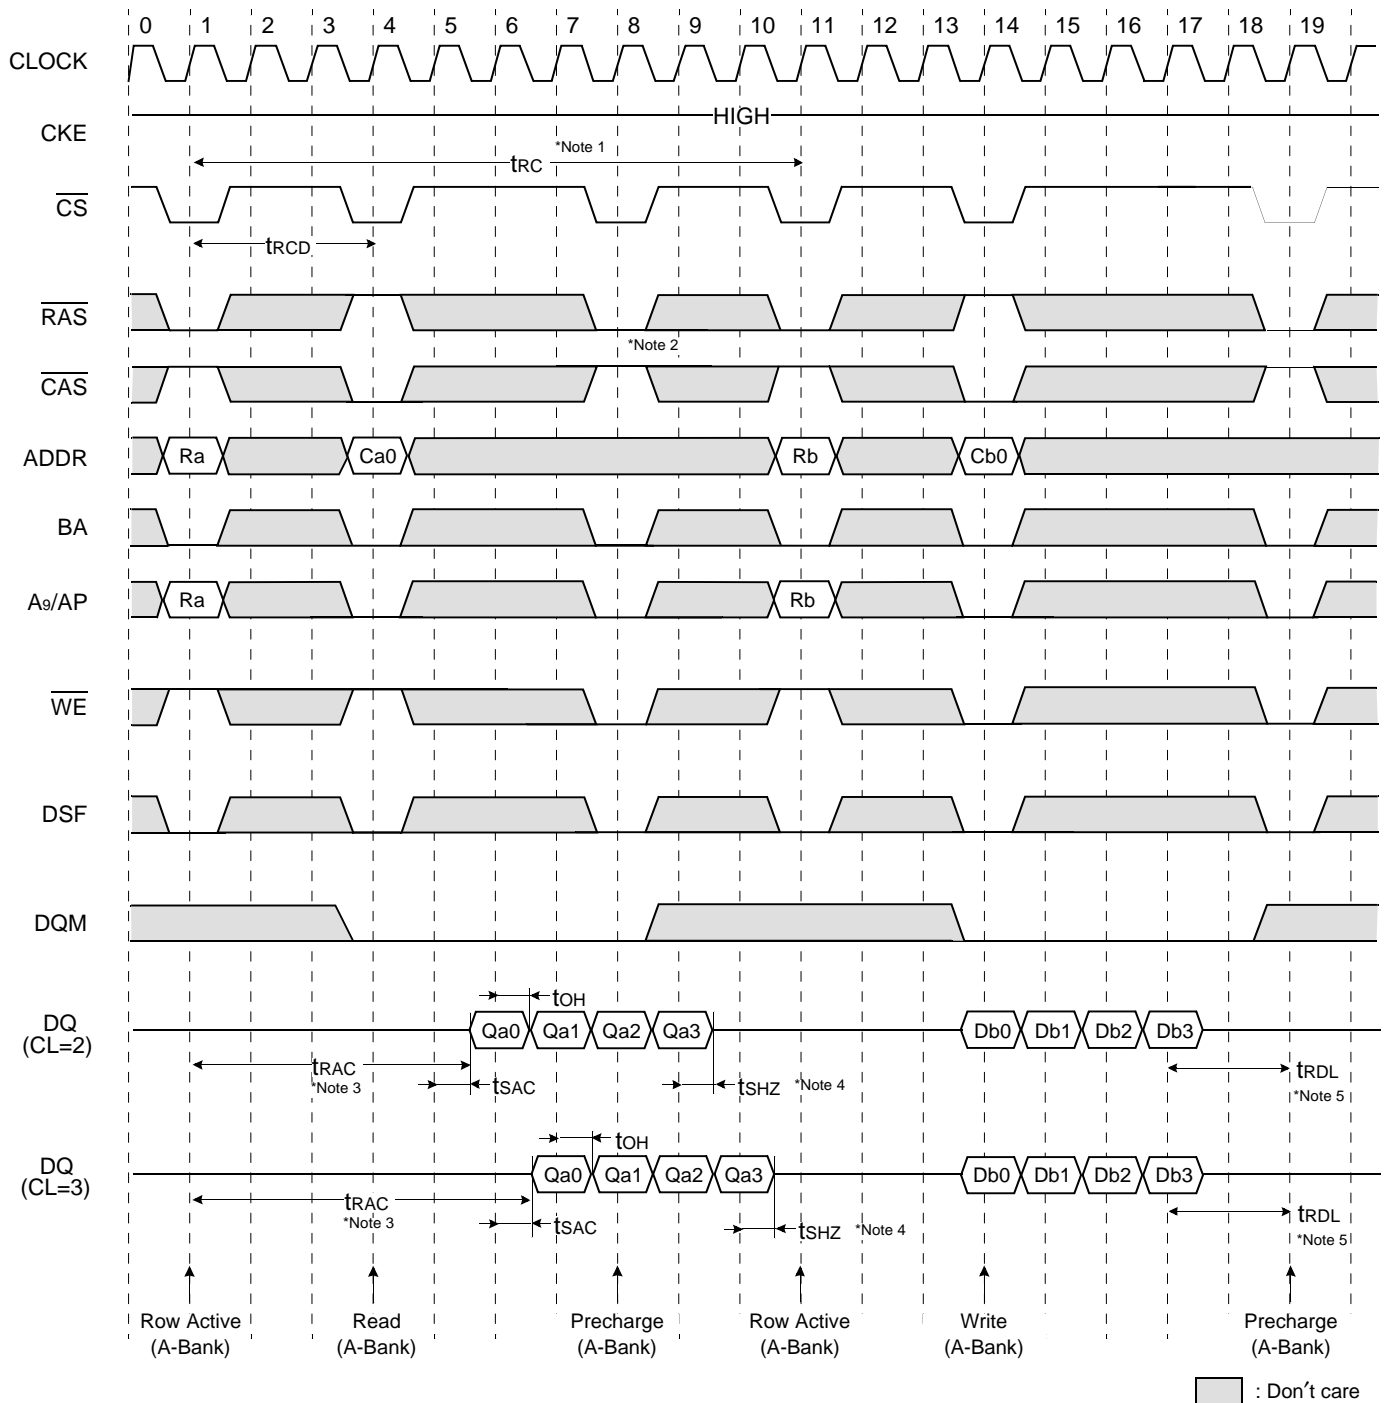 0 1 2 3 4 5 6 7 8 9 10 11 12 13 14 15 16 17 18 19
CLOCK
CKE
HIGH
*Note 1
tRC
CS
tRCD
RAS
*Note 2
CAS
ADDR
Ra Ca0 Rb Cb0
BA
A9/AP
Ra Rb
WE
DSF
DQM
tOH
DQ
(CL=2)
Qa0 Qa1 Qa2 Qa3 Db0 Db1 Db2 Db3
tRAC
*Note 3
tSAC
tSHZ *Note 4
tRDL
*Note 5
tOH
DQ
(CL=3)
Qa0 Qa1 Qa2 Qa3 Db0 Db1 Db2 Db3
tRAC
*Note 3
tSAC
tSHZ *Note 4
tRDL
*Note 5
Row Active
(A-Bank)
Read
(A-Bank)
Precharge
(A-Bank)
Row Active
(A-Bank)
Write
(A-Bank)
Precharge
(A-Bank)
: Don′t care